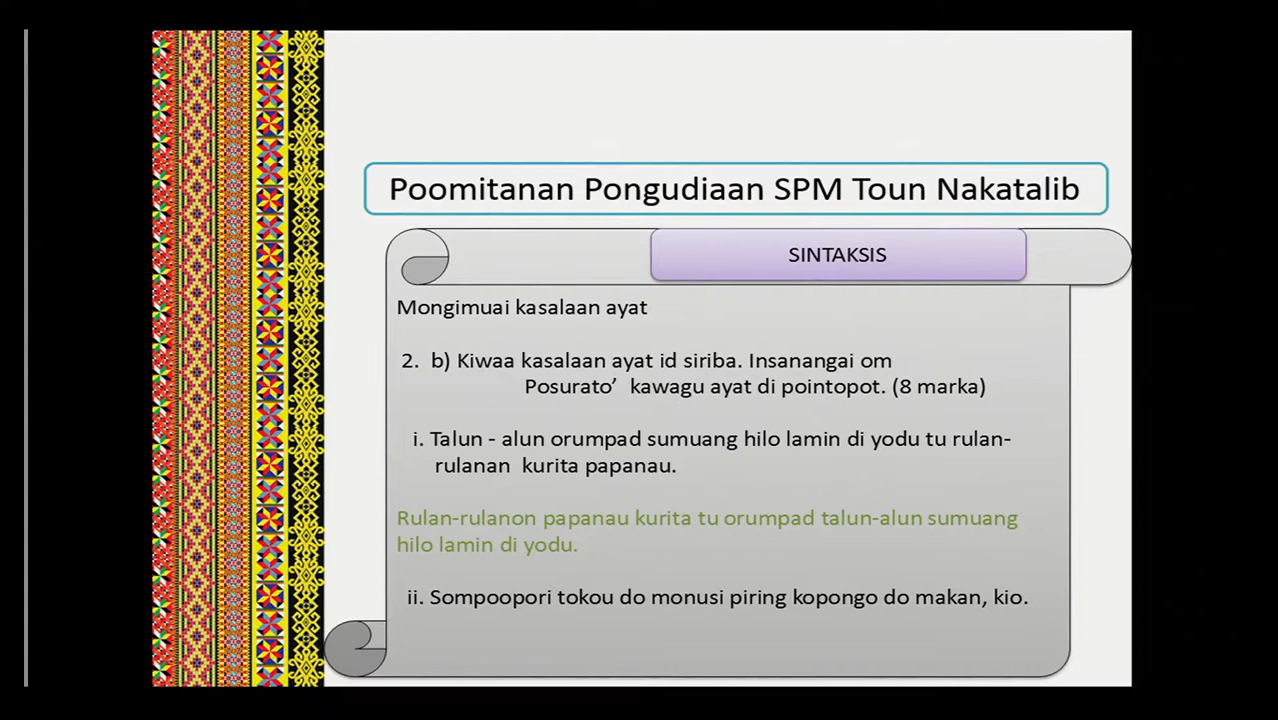 Poomitanan Pongudiaan SPM Toun Nakatalib
SINTAKSIS
Mongimuai kasalaan ayat
2. b) Kiwaa kasalaan ayat id siriba. Insanangai om
Posurato’ kawagu ayat di pointopot. (8 marka)
i. Talun - alun orumpad sumuang hilo lamin di yodu tu rulan-
rulanan kurita papanau.
Rulan-rulanon papanau kurita tu orumpad talun-alun sumuang
hilo lamin di yodu.
ii. Sompoopori tokou do monusi piring kopongo do makan, kio.